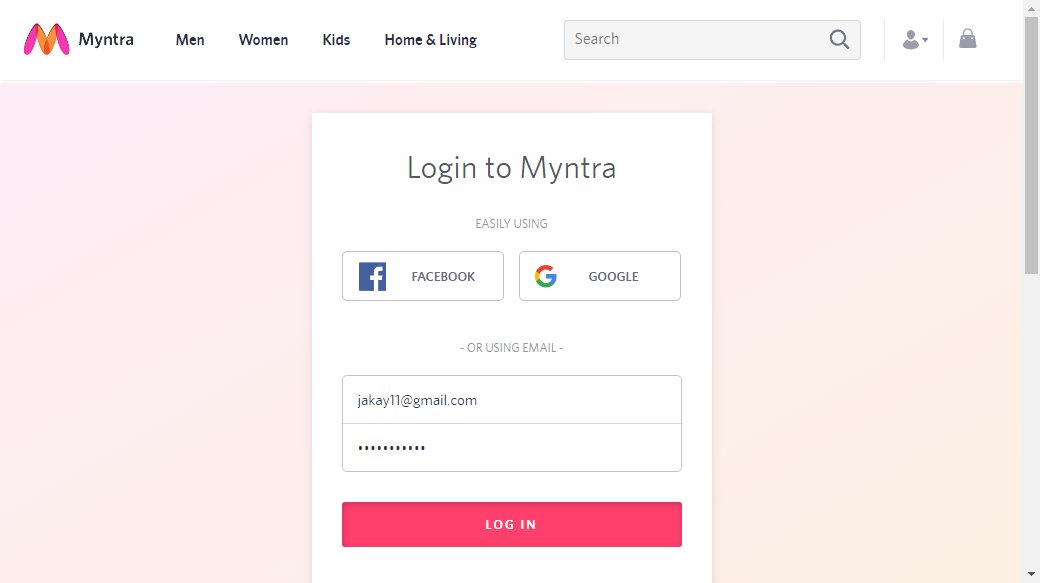 Myntra Men Women Kids Home & Living Search
Login to Myntra
EASILY USING
FACEBOOK GOOGLE
- OR USING EMAIL -
jakay11@gmail.com
•••••••••••
LOG IN